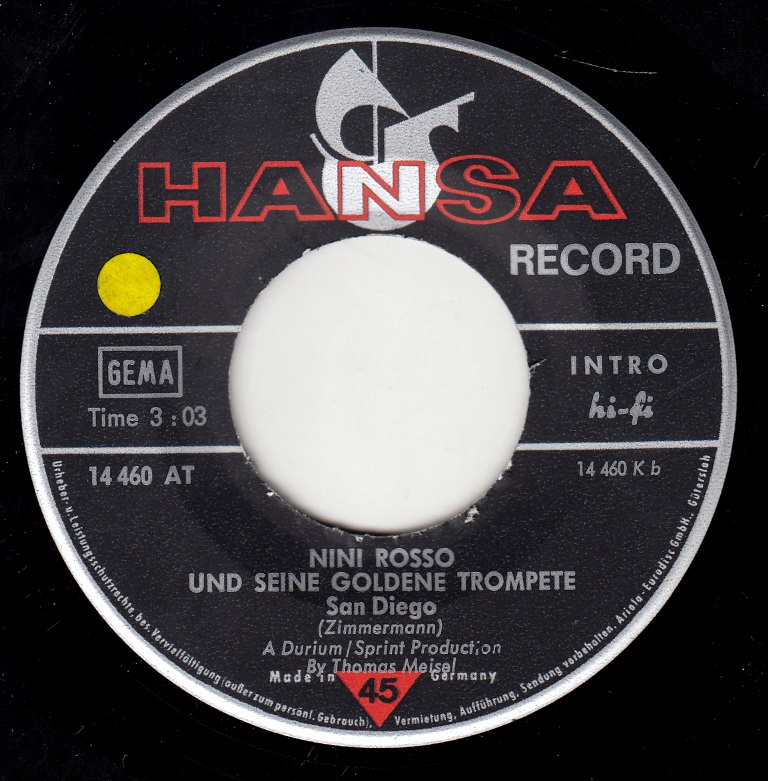 HANSA
RECORD
GEMA
Time 3 : 03
INTRO
hi-fi
14 460 AT
14 460 K b
NINI ROSSO
UND SEINE GOLDENE TROMPETE
San Diego
(Zimmermann)
A Durium / Sprint Production
By Thomas Meisel
Made in Germany
45
Urheber- u. Leistungsschutzrechte, bes. Vervielfältigung (außer zum persönl. Gebrauch), Vermietung, Aufführung, Sendung vorbehalten. Ariola-Eurodisc GmbH., Gütersloh